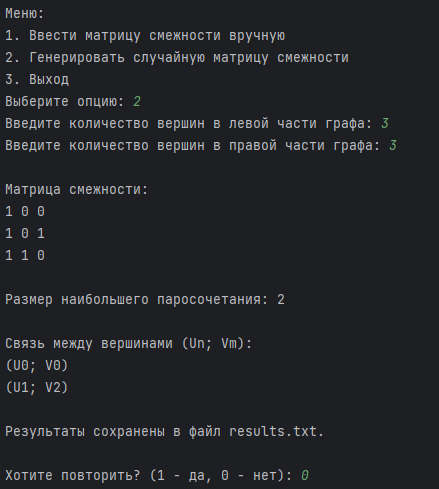 Меню:
1. Ввести матрицу смежности вручную
2. Генерировать случайную матрицу смежности
3. Выход
Выберите опцию: 2
Введите количество вершин в левой части графа: 3
Введите количество вершин в правой части графа: 3
Матрица смежности:
1 0 0
1 0 1
1 1 0
Размер наибольшего паросочетания: 2
Связь между вершинами (Un; Vm):
(U0; V0)
(U1; V2)
Результаты сохранены в файл results.txt.
Хотите повторить? (1 - да, 0 - нет): 0